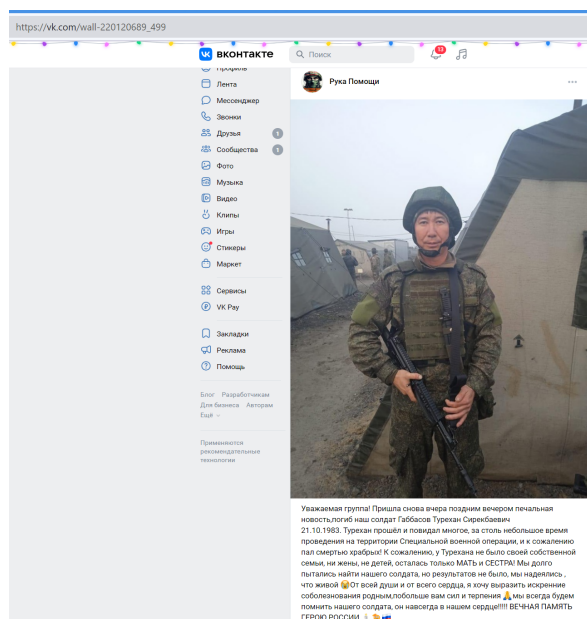 https://vk.com/wall-220120689_499
вконтакте
Поиск
12
Профиль
Лента
Мессенджер
Звонки
Друзья 1
Сообщества 1
Фото
Музыка
Видео
Клипы
Игры
Стикеры
Маркет
Сервисы
VK Pay
Закладки
Реклама
Помощь
Блог Разработчикам
Для бизнеса Авторам
Ещё
Применяются
рекомендательные
технологии
Рука Помощи
Уважаемая группа! Пришла снова вчера поздним вечером печальная
новость,погиб наш солдат Габбасов Турехан Сирекбаевич
21.10.1983. Турехан прошёл и повидал многое, за столь небольшое время
проведения на территории Специальной военной операции, и к сожалению
пал смертью храбрых! К сожалению, у Турехана не было своей собственной
семьи, ни жены, не детей, осталась только МАТЬ и СЕСТРА! Мы долго
пытались найти нашего солдата, но результатов не было, мы надеялись ,
что живой 😪От всей души и от всего сердца, я хочу выразить искренние
соболезнования родным,побольше вам сил и терпения 🙏мы всегда будем
помнить нашего солдата, он навсегда в нашем сердце!!!!! ВЕЧНАЯ ПАМЯТЬ
ГЕРОЮ РОССИИ